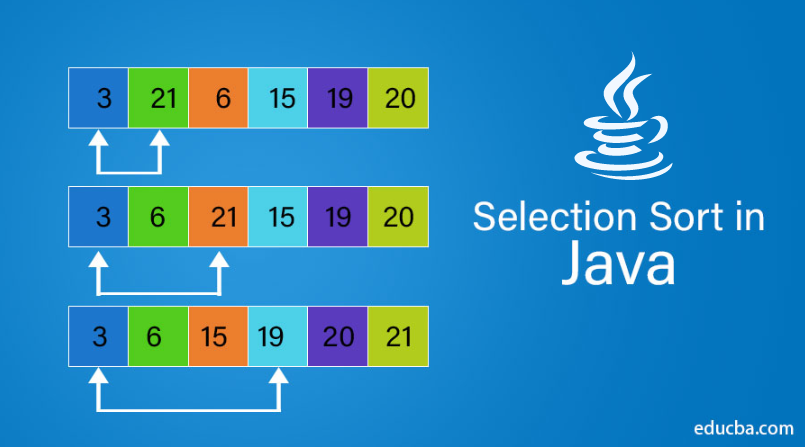 3 21 6 15 19 20
3 6 21 15 19 20
3 6 15 19 20 21
Selection Sort in
Java
educba.com